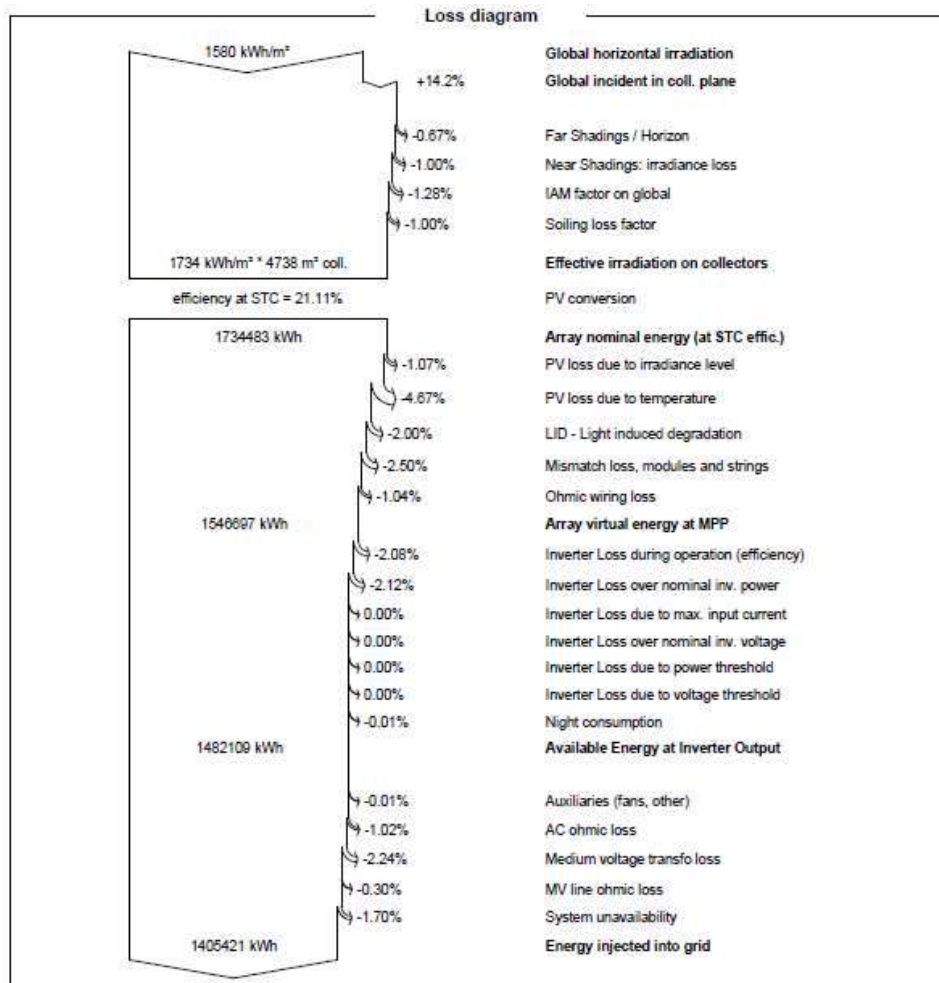 Loss diagram
1580 kWh/m² Global horizontal irradiation
+14.2% Global incident in coll. plane
-0.67% Far Shadings / Horizon
-1.00% Near Shadings: irradiance loss
-1.28% IAM factor on global
-1.00% Soiling loss factor
1734 kWh/m² * 4738 m² coll. Effective irradiation on collectors
efficiency at STC = 21.11% PV conversion
1734483 kWh Array nominal energy (at STC effic.)
-1.07% PV loss due to irradiance level
-4.67% PV loss due to temperature
-2.00% LID - Light induced degradation
-2.50% Mismatch loss, modules and strings
-1.04% Ohmic wiring loss
1546697 kWh Array virtual energy at MPP
-2.08% Inverter Loss during operation (efficiency)
-2.12% Inverter Loss over nominal inv. power
0.00% Inverter Loss due to max. input current
0.00% Inverter Loss over nominal inv. voltage
0.00% Inverter Loss due to power threshold
0.00% Inverter Loss due to voltage threshold
-0.01% Night consumption
1482109 kWh Available Energy at Inverter Output
-0.01% Auxiliaries (fans, other)
-1.02% AC ohmic loss
-2.24% Medium voltage transfo loss
-0.30% MV line ohmic loss
-1.70% System unavailability
1405421 kWh Energy injected into grid